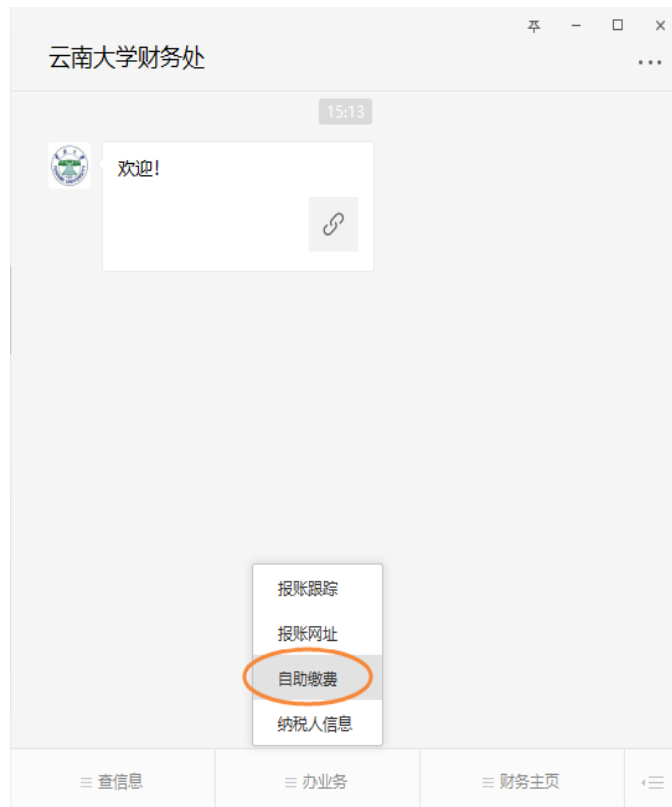 云南大学财务处
15:13
欢迎!
报账跟踪
报账网址
自助缴费
纳税人信息
查信息
办业务
财务主页